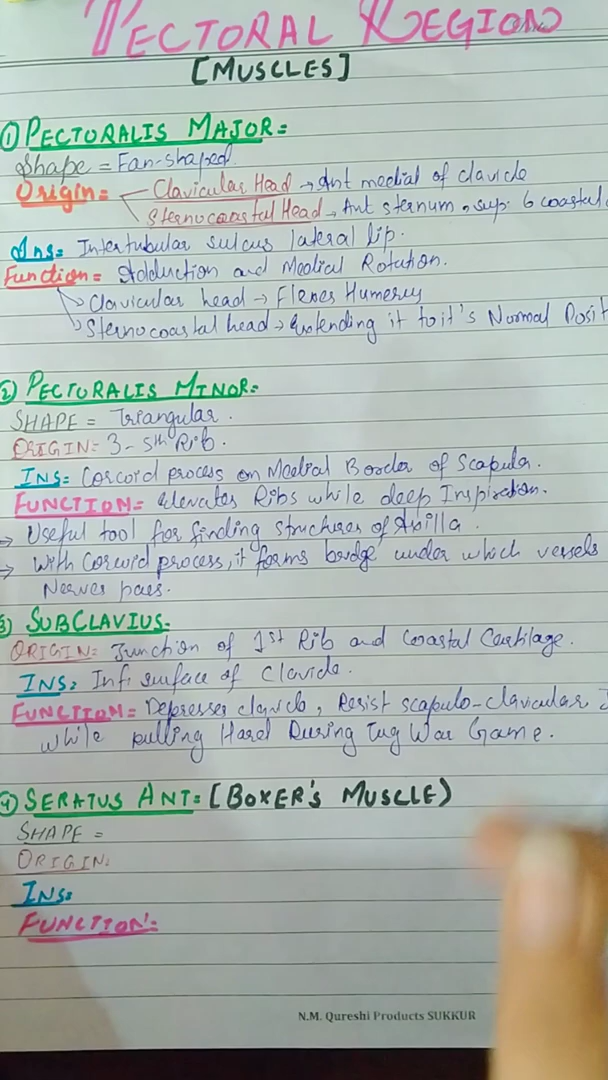 PECTORAL REGION
[MUSCLES]
① PECTORALIS MAJOR=
Shape = Fan-shaped.
Origin= Clavicular Head → Ant medial of clavicle
Sternocoastal Head → Ant sternum, sup. 6 coastal
Ins= Intertubular sulcus lateral lip.
Function= Adduction and Medial Rotation.
Clavicular head → Flexes Humerus
Sternocoastal head → Extending it to it's Normal Posit
② PECTORALIS MINOR=
SHAPE = Triangular.
ORIGIN= 3-5th Rib.
INS= Corcoid process on Medial Border of Scapula.
FUNCTION= Elevates Ribs while deep Inspiration.
→ Useful tool for finding structures of Axilla.
→ With Corcoid process, it forms bridge under which vessels
Nerves pass.
3) SUBCLAVIUS.
ORIGIN= Junction of 1st Rib and Coastal Cartilage.
INS= Inf. surface of Clavicle.
FUNCTION= Depresses clavicle, Resist scapulo-clavicular J
while pulling Hard During Tug War Game.
④ SERATUS ANT= [BOXER'S MUSCLE)
SHAPE =
ORIGIN.
INS=
FUNCTION=
N.M. Qureshi Products SUKKUR